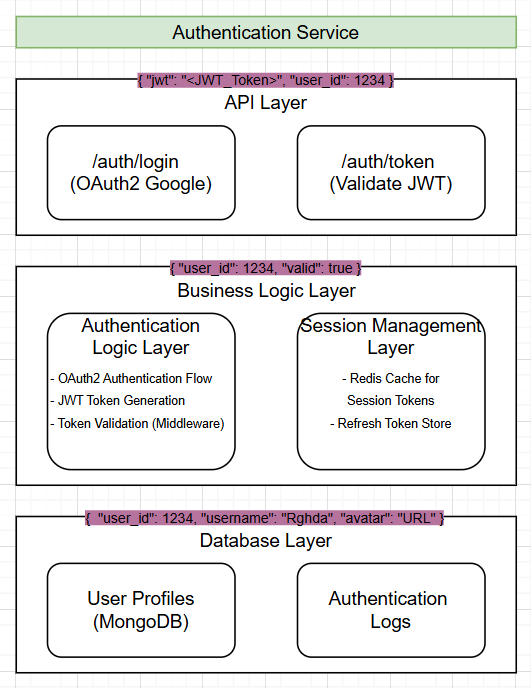 Authentication Service
{ "jwt": "<JWT_Token>", "user_id": 1234 }
API Layer
/auth/login
(OAuth2 Google)
/auth/token
(Validate JWT)
{ "user_id": 1234, "valid": true }
Business Logic Layer
Authentication
Logic Layer
- OAuth2 Authentication Flow
- JWT Token Generation
- Token Validation (Middleware)
Session Management
Layer
- Redis Cache for
Session Tokens
- Refresh Token Store
{  "user_id": 1234, "username": "Rghda", "avatar": "URL" }
Database Layer
User Profiles
(MongoDB)
Authentication
Logs